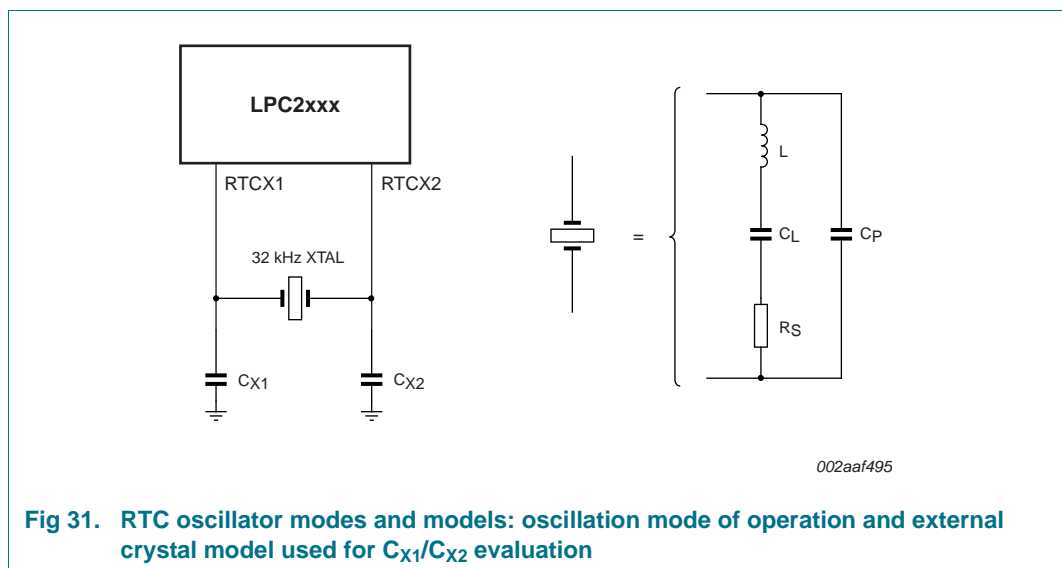 LPC2xxx
RTCX1
RTCX2
32 kHz XTAL
CX1
CX2
=
L
CL
CP
RS
002aaf495
Fig 31. RTC oscillator modes and models: oscillation mode of operation and external
crystal model used for CX1/CX2 evaluation